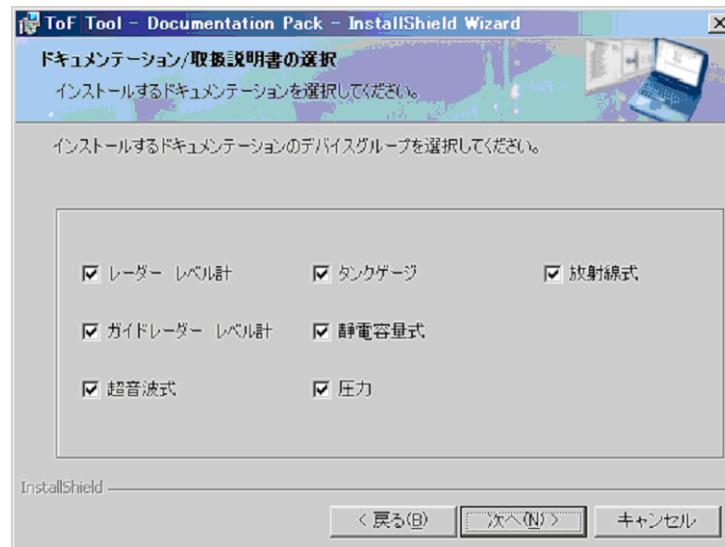 ToF Tool - Documentation Pack - InstallShield Wizard
ドキュメンテーション/取扱説明書の選択
インストールするドキュメンテーションを選択してください。
インストールするドキュメンテーションのデバイスグループを選択してください。
レーダー レベル計 タンクゲージ 放射線式
ガイドレーダー レベル計 静電容量式
超音波式 圧力
InstallShield
< 戻る(B) 次へ(N) > キャンセル